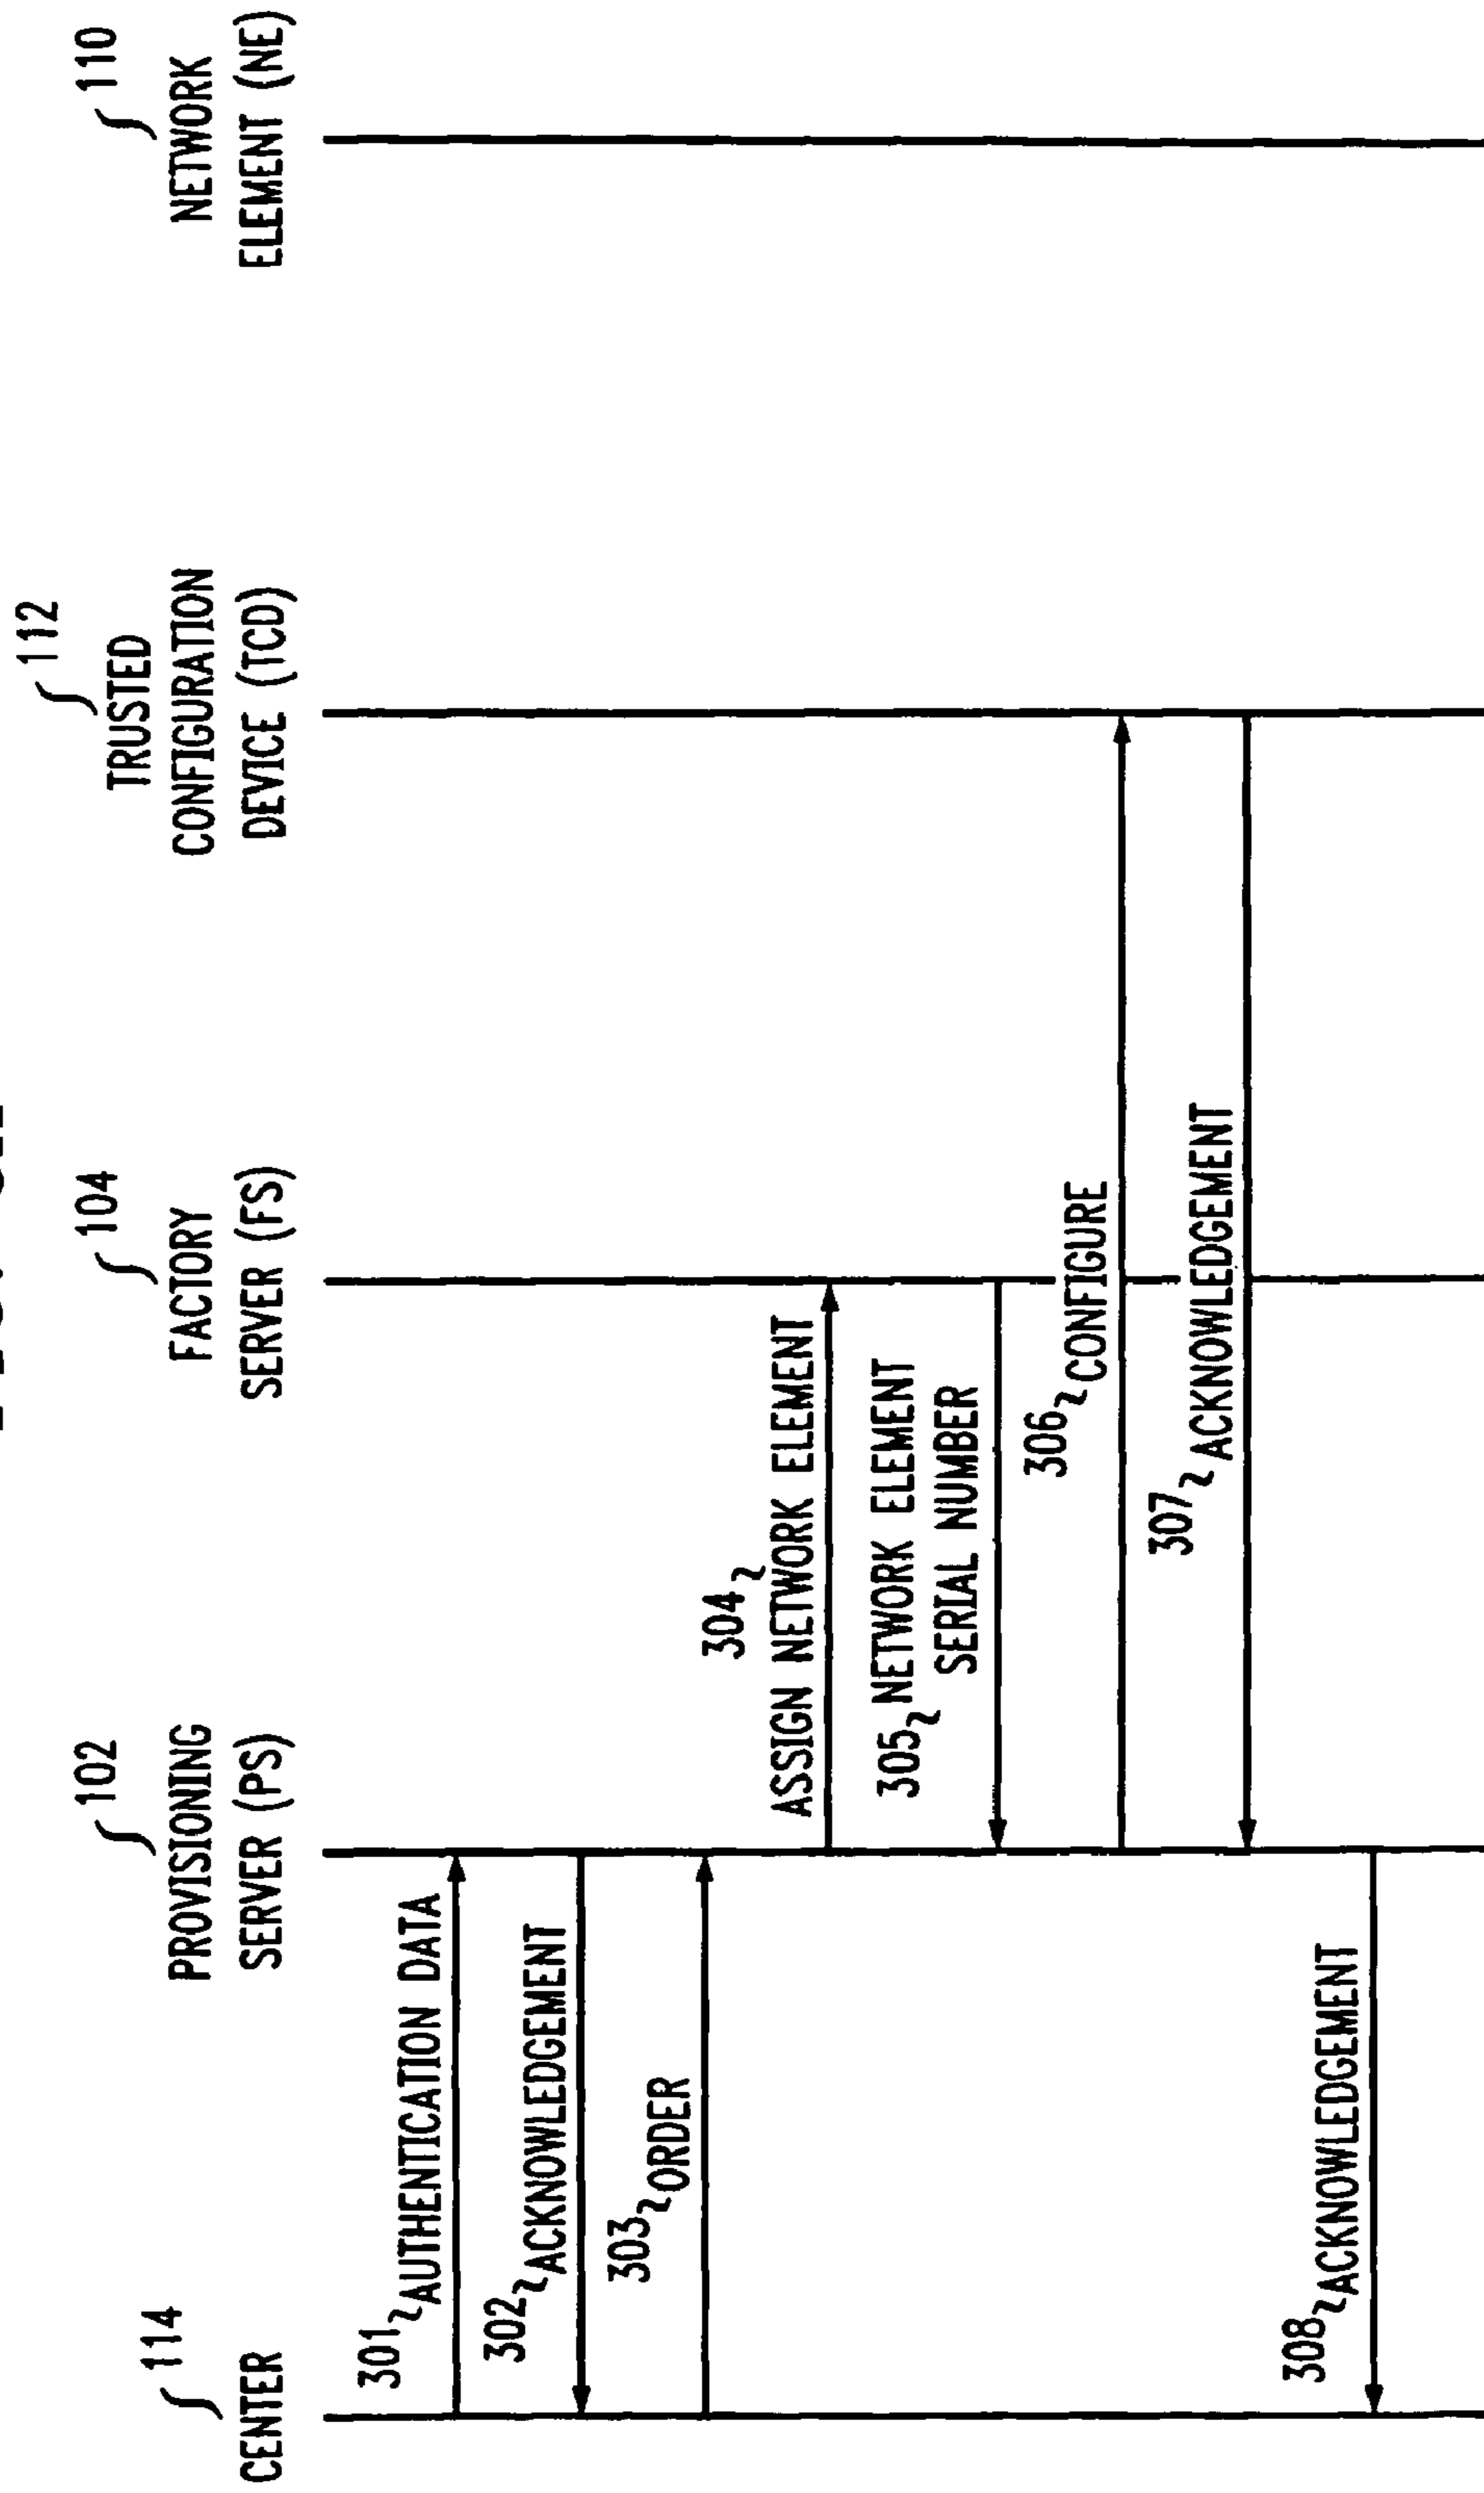 114
CENTER
102
PROVISIONING
SERVER (PS)
104
FACTORY
SERVER (FS)
112
TRUSTED
CONFIGURATION
DEVICE (TCD)
110
NETWORK
ELEMENT (NE)
301 AUTHENTICATION DATA
302 ACKNOWLEDGEMENT
303 ORDER
304
ASSIGN NETWORK ELEMENT
305 NETWORK ELEMENT
SERIAL NUMBER
306 CONFIGURE
307 ACKNOWLEDGEMENT
308 ACKNOWLEDGEMENT